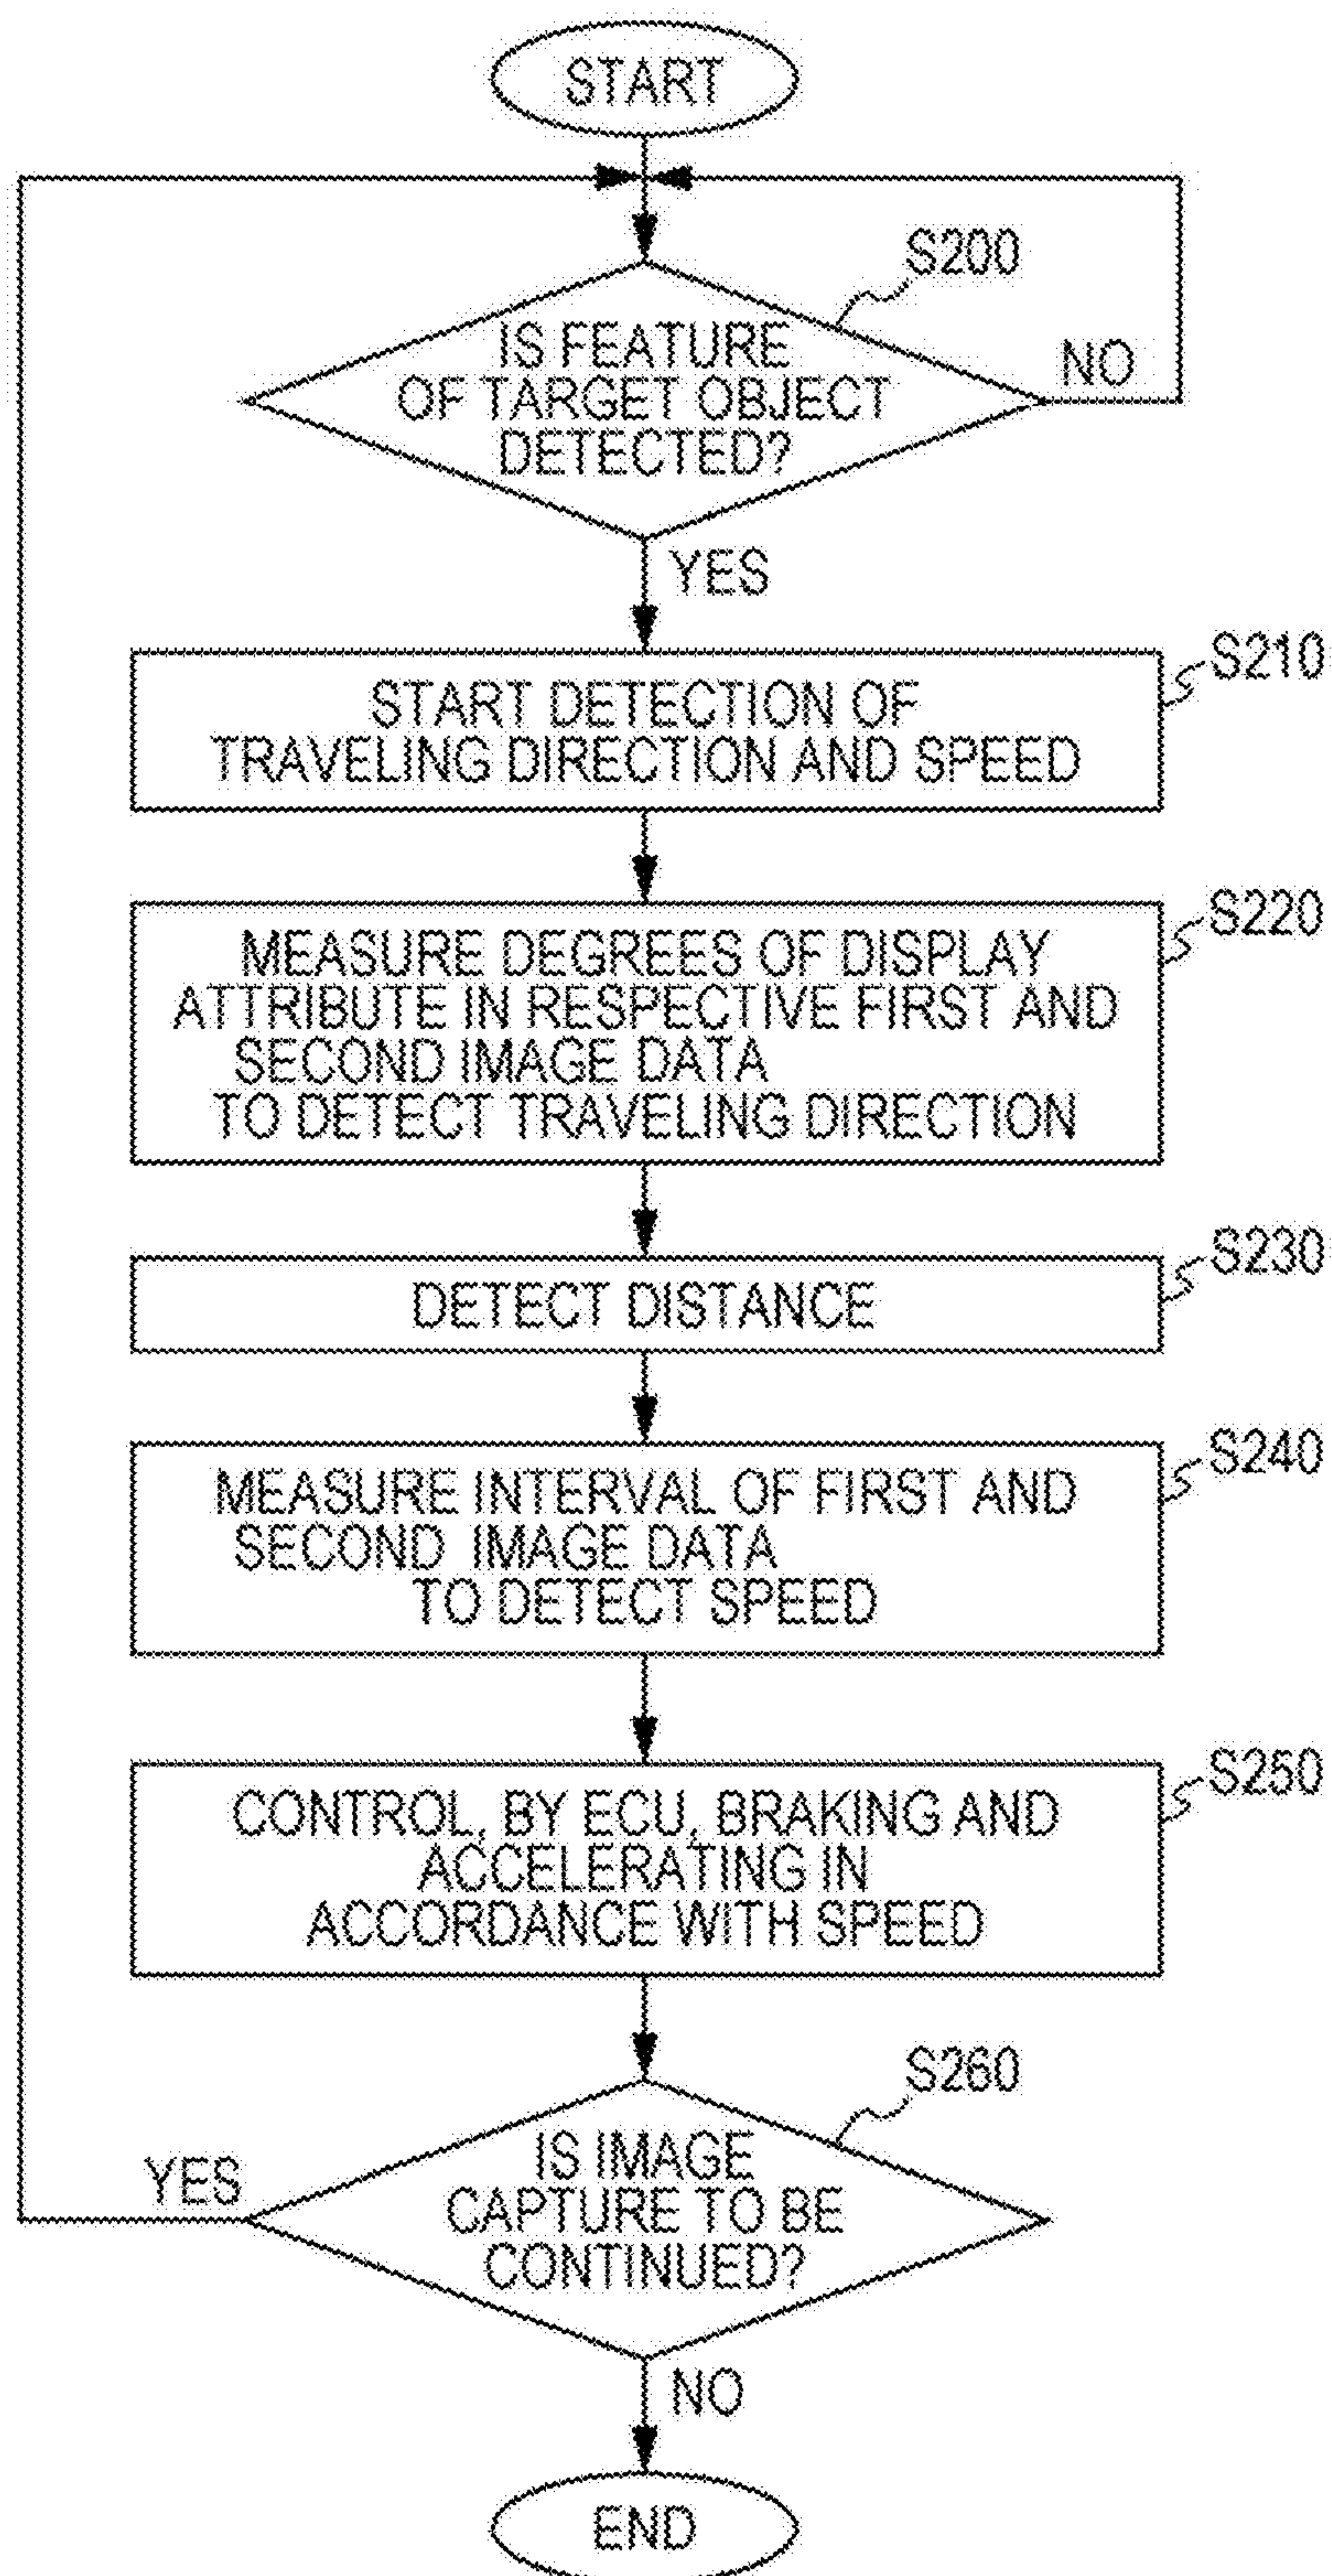 START
S200
IS FEATURE
OF TARGET OBJECT
DETECTED?
NO
YES
S210
START DETECTION OF
TRAVELING DIRECTION AND SPEED
S220
MEASURE DEGREES OF DISPLAY
ATTRIBUTE IN RESPECTIVE FIRST AND
SECOND IMAGE DATA
TO DETECT TRAVELING DIRECTION
S230
DETECT DISTANCE
S240
MEASURE INTERVAL OF FIRST AND
SECOND IMAGE DATA
TO DETECT SPEED
S250
CONTROL, BY ECU, BRAKING AND
ACCELERATING IN
ACCORDANCE WITH SPEED
S260
IS IMAGE
CAPTURE TO BE
CONTINUED?
YES
NO
END